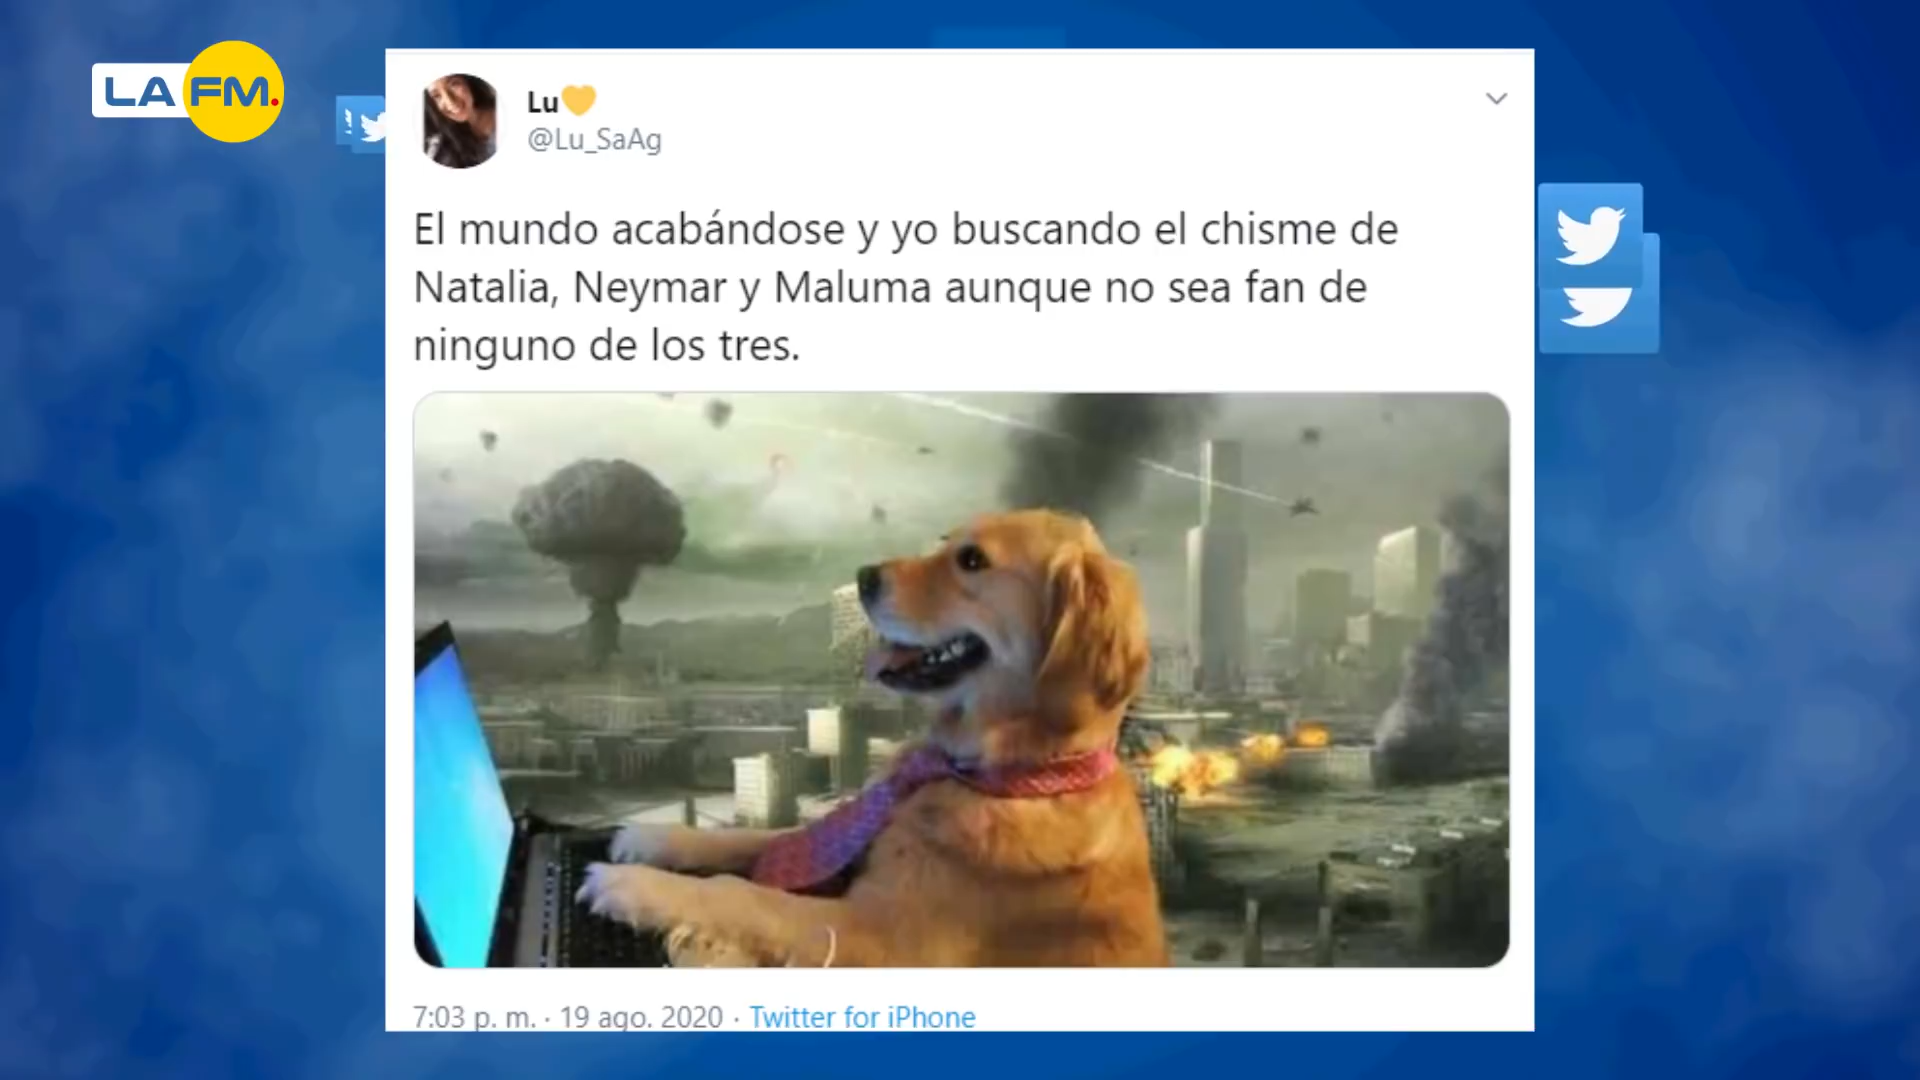 LA FM.
Lu💛
@Lu_SaAg
El mundo acabándose y yo buscando el chisme de
Natalia, Neymar y Maluma aunque no sea fan de
ninguno de los tres.
7:03 p. m. · 19 ago. 2020 · Twitter for iPhone